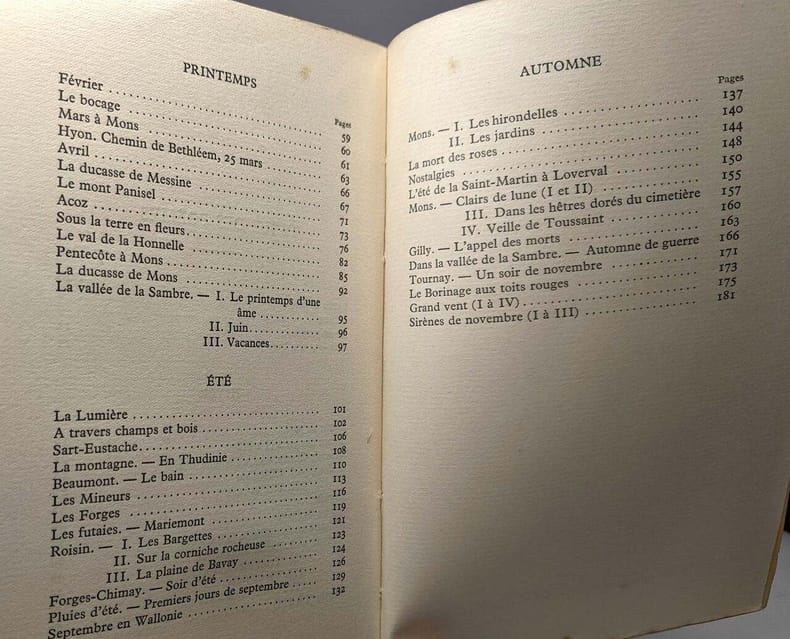 PRINTEMPS
Pages
Février ........ 59
Le bocage ........ 60
Mars à Mons ........ 61
Hyon. Chemin de Bethléem, 25 mars ........ 63
Avril ........ 66
La ducasse de Messine ........ 67
Le mont Panisel ........ 71
Acoz ........ 73
Sous la terre en fleurs ........ 76
Le val de la Honnelle ........ 82
Pentecôte à Mons ........ 85
La ducasse de Mons ........ 92
La vallée de la Sambre. — I. Le printemps d'une
âme ........ 95
II. Juin ........ 96
III. Vacances ........ 97
ÉTÉ
La Lumière ........ 101
A travers champs et bois ........ 102
Sart-Eustache ........ 106
La montagne. — En Thudinie ........ 108
Beaumont. — Le bain ........ 110
Les Mineurs ........ 113
Les Forges ........ 116
Les futaies. — Mariemont ........ 119
Roisin. — I. Les Bargettes ........ 121
II. Sur la corniche rocheuse ........ 123
III. La plaine de Bavay ........ 124
Forges-Chimay. — Soir d'été ........ 126
Pluies d'été. — Premiers jours de septembre ........ 129
Septembre en Wallonie ........ 132
AUTOMNE
Pages
Mons. — I. Les hirondelles ........ 137
II. Les jardins ........ 140
La mort des roses ........ 144
Nostalgies ........ 148
L'été de la Saint-Martin à Loverval ........ 150
Mons. — Clairs de lune (I et II) ........ 155
III. Dans les hêtres dorés du cimetière 157
IV. Veille de Toussaint ........ 160
Gilly. — L'appel des morts ........ 163
Dans la vallée de la Sambre. — Automne de guerre 166
Tournay. — Un soir de novembre ........ 171
Le Borinage aux toits rouges ........ 173
Grand vent (I à IV) ........ 175
Sirènes de novembre (I à III) ........ 181